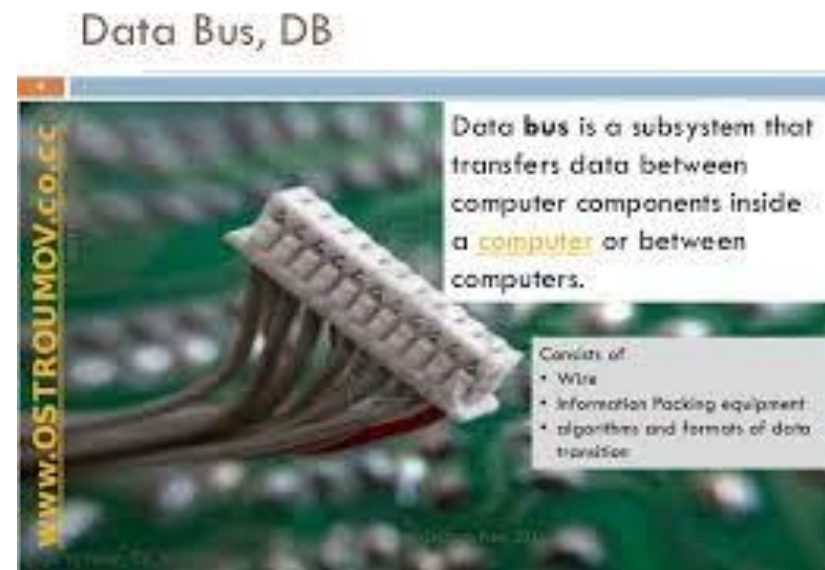 Data Bus, DB
Data bus is a subsystem that
transfers data between
computer components inside
a computer or between
computers.
www.OSTROUMOV.co.cc
Consists of
• Wire
• Information Packing equipment
• algorithms and formats of data
transition